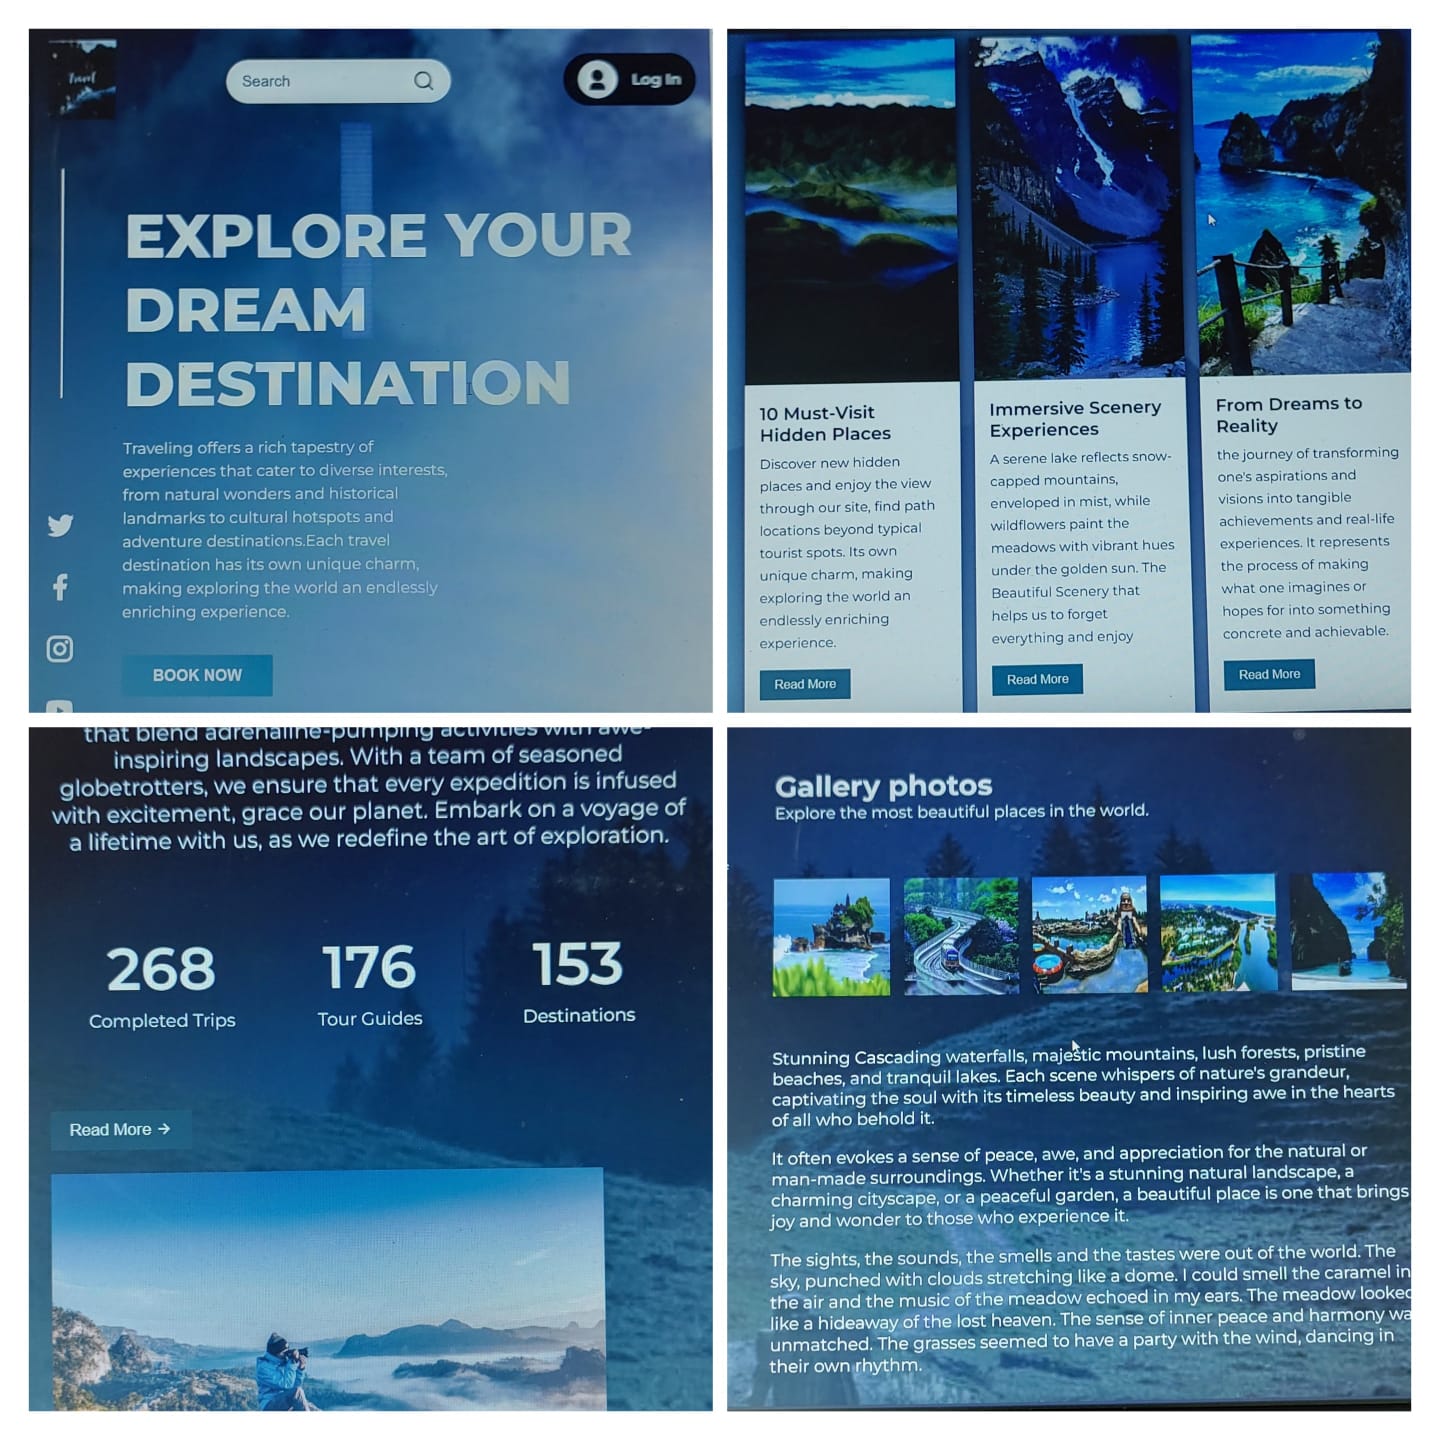 Travel
Search
Log In
EXPLORE YOUR
DREAM
DESTINATION
Traveling offers a rich tapestry of
experiences that cater to diverse interests,
from natural wonders and historical
landmarks to cultural hotspots and
adventure destinations.Each travel
destination has its own unique charm,
making exploring the world an endlessly
enriching experience.
BOOK NOW
10 Must-Visit
Hidden Places
Discover new hidden
places and enjoy the view
through our site, find path
locations beyond typical
tourist spots. Its own
unique charm, making
exploring the world an
endlessly enriching
experience.
Read More
Immersive Scenery
Experiences
A serene lake reflects snow-
capped mountains,
enveloped in mist, while
wildflowers paint the
meadows with vibrant hues
under the golden sun. The
Beautiful Scenery that
helps us to forget
everything and enjoy
Read More
From Dreams to
Reality
the journey of transforming
one's aspirations and
visions into tangible
achievements and real-life
experiences. It represents
the process of making
what one imagines or
hopes for into something
concrete and achievable.
Read More
that blend adrenaline-pumping activities with awe-
inspiring landscapes. With a team of seasoned
globetrotters, we ensure that every expedition is infused
with excitement, grace our planet. Embark on a voyage of
a lifetime with us, as we redefine the art of exploration.
268
Completed Trips
176
Tour Guides
153
Destinations
Read More →
Gallery photos
Explore the most beautiful places in the world.
Stunning Cascading waterfalls, majestic mountains, lush forests, pristine
beaches, and tranquil lakes. Each scene whispers of nature's grandeur,
captivating the soul with its timeless beauty and inspiring awe in the hearts
of all who behold it.
It often evokes a sense of peace, awe, and appreciation for the natural or
man-made surroundings. Whether it's a stunning natural landscape, a
charming cityscape, or a peaceful garden, a beautiful place is one that brings
joy and wonder to those who experience it.
The sights, the sounds, the smells and the tastes were out of the world. The
sky, punched with clouds stretching like a dome. I could smell the caramel in
the air and the music of the meadow echoed in my ears. The meadow looked
like a hideaway of the lost heaven. The sense of inner peace and harmony wa
unmatched. The grasses seemed to have a party with the wind, dancing in
their own rhythm.